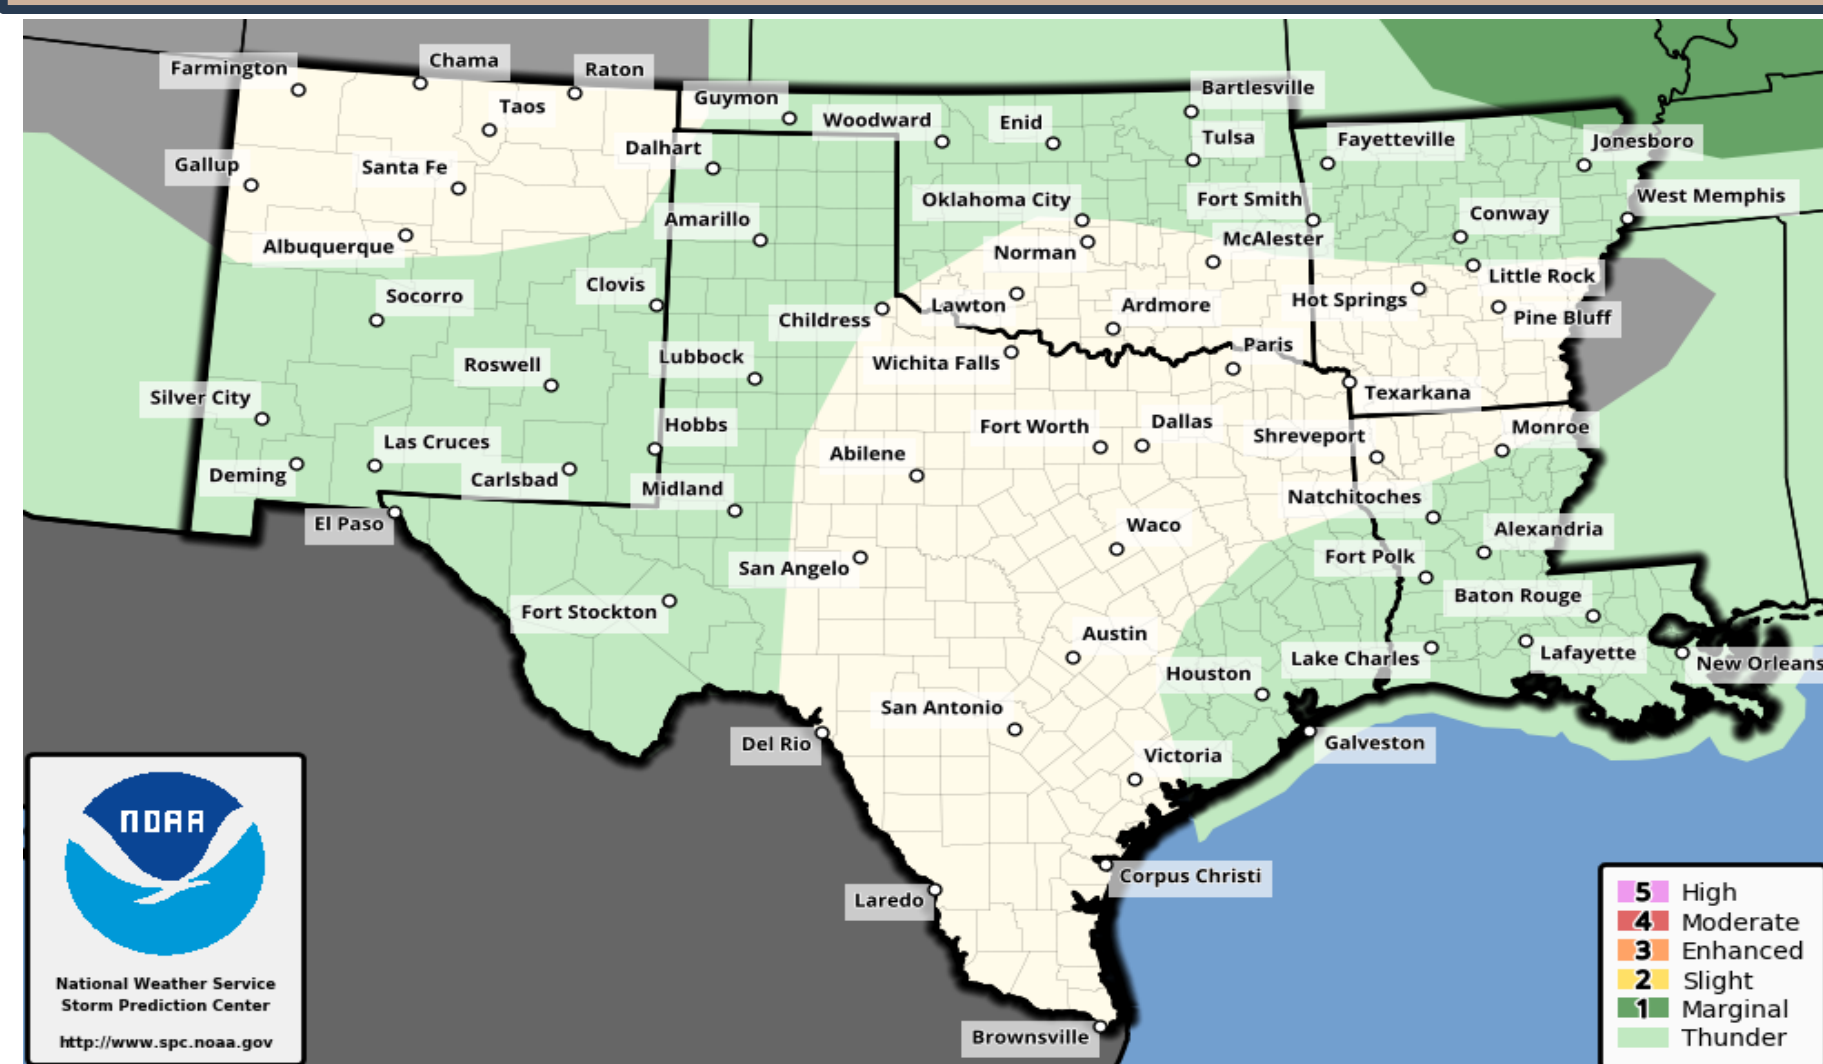 Chama
Farmington
Raton
Bartlesville
Guymon
Taos
Woodward
Enid
Tulsa
Fayetteville
Jonesboro
Dalhart
Gallup
Santa Fe
West Memphis
Oklahoma City
Fort Smith
Conway
Amarillo
McAlester
Albuquerque
Norman
Little Rock
Clovis
Socorro
Hot Springs
Lawton
Ardmore
Childress
Pine Bluff
Paris
Lubbock
Wichita Falls
Roswell
Texarkana
Silver City
Dallas
Hobbs
Fort Worth
Monroe
Shreveport
Las Cruces
Abilene
Deming
Carlsbad
Midland
Natchitoches
El Paso
Waco
Alexandria
Fort Polk
San Angelo
Baton Rouge
Fort Stockton
Austin
Lafayette
Lake Charles
New Orleans
Houston
San Antonio
Del Rio
Galveston
Victoria
Corpus Christi
Laredo
Brownsville
NOAA
National Weather Service
Storm Prediction Center
http://www.spc.noaa.gov
5 High
4 Moderate
3 Enhanced
2 Slight
1 Marginal
Thunder